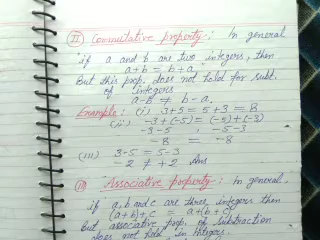 (II) Commutative property:: In general
if a and b are two integers, then
a+b = b+a
But this prop. does not hold for subt.
of integers
a-b ≠ b-a.
Example: (i) 3+5 = 5+3 = 8
(ii) -3+(-5) = (-5)+(-3)
-3-5 , -5-3
-8 = -8
(III) 3-5 = 5-3
-2 ≠ +2 Ans
(III) Associative property: In general,
if a, b and c are three integers then
(a+b)+c = a+(b+c)
But associative prop. of subtraction
does not hold in integers.